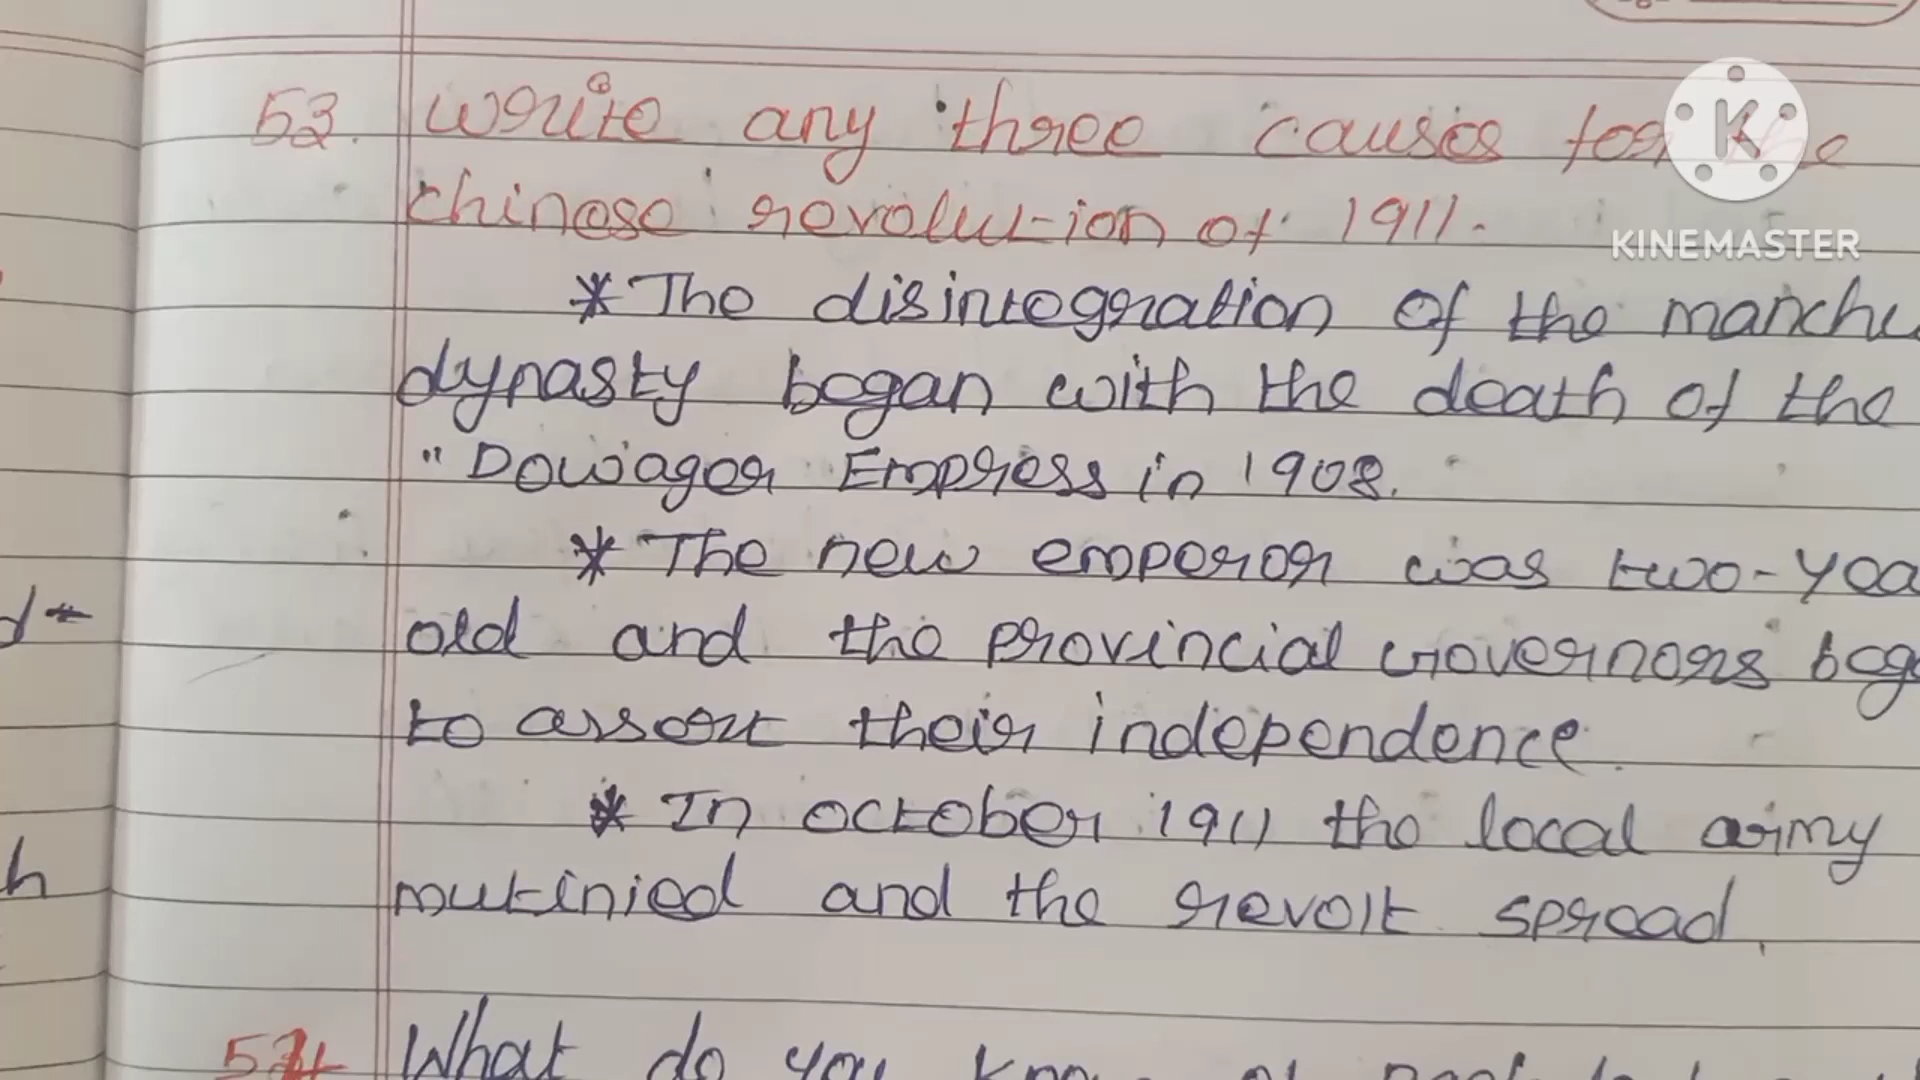 53. Write any three causes for the
chinese revolution of 1911.
* The disintegration of the manchu
dynasty began with the death of the
"Dowager Empress in 1908.
* The new emperor was two-yea
old and the provincial Governors beg
to assert their independence.
* In october 1911 the local army
mutinied and the revolt spread.
54 What do you
KINEMASTER
d-
h